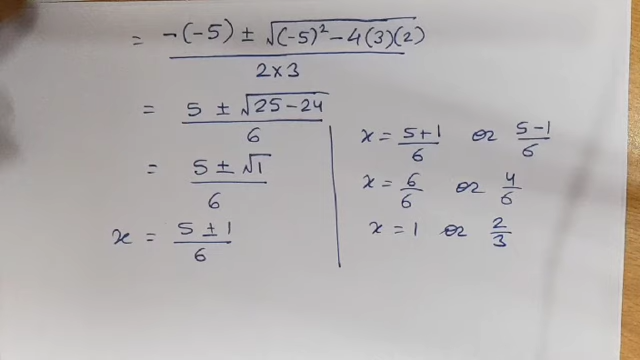 = -(-5) ± √(-5)² - 4(3)(2) / 2×3
= 5 ± √25-24 / 6
= 5 ± √1 / 6
x = 5 ± 1 / 6
x = 5+1 / 6 or 5-1 / 6
x = 6/6 or 4/6
x = 1 or 2/3